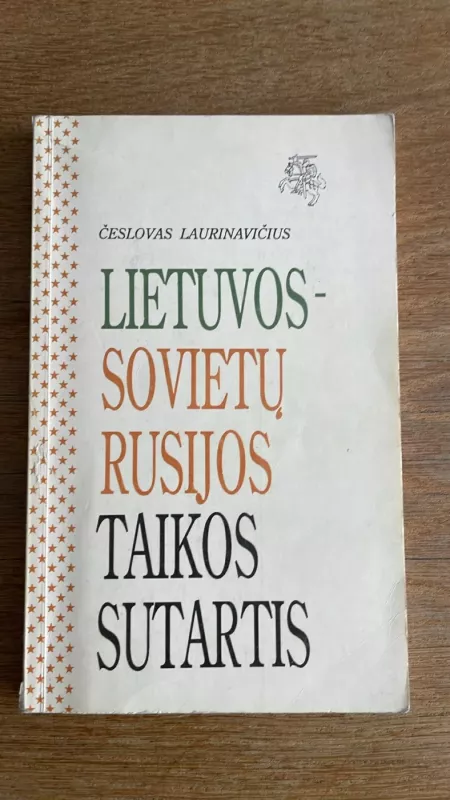 ČESLOVAS LAURINAVIČIUS
LIETUVOS-
SOVIETŲ
RUSIJOS
TAIKOS
SUTARTIS